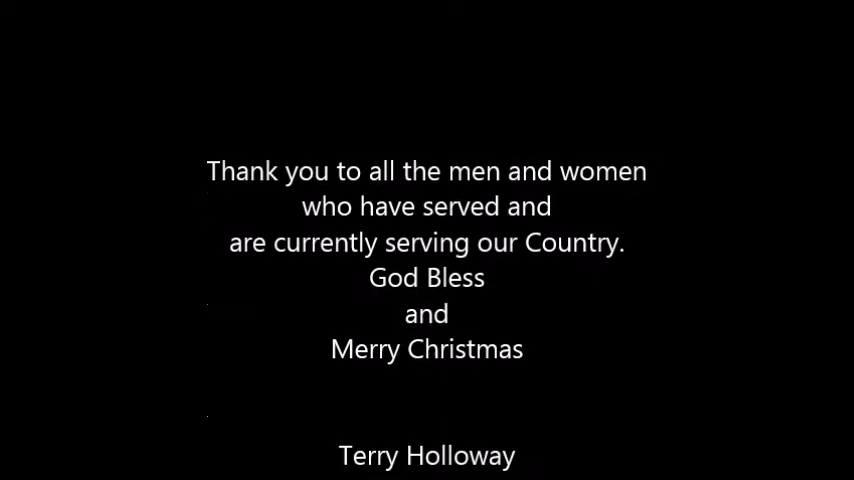 Thank you to all the men and women
who have served and
are currently serving our Country.
God Bless
and
Merry Christmas
Terry Holloway